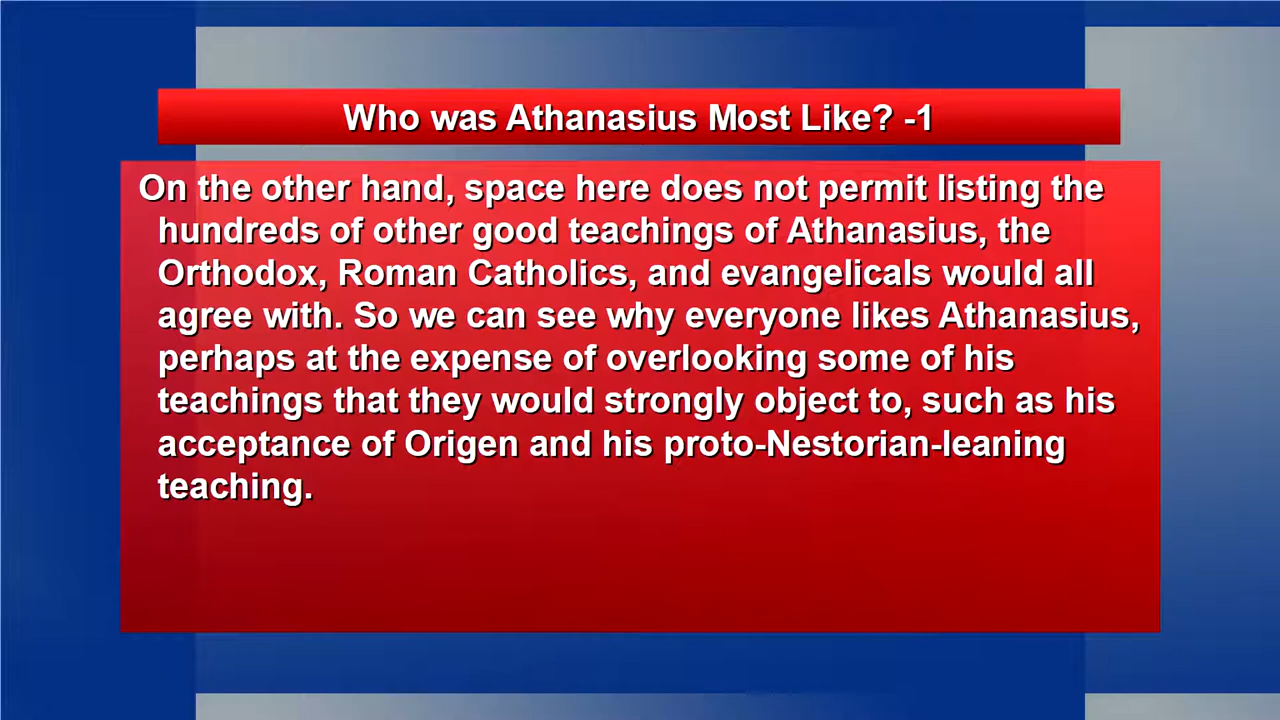 Who was Athanasius Most Like? -1
On the other hand, space here does not permit listing the
hundreds of other good teachings of Athanasius, the
Orthodox, Roman Catholics, and evangelicals would all
agree with. So we can see why everyone likes Athanasius,
perhaps at the expense of overlooking some of his
teachings that they would strongly object to, such as his
acceptance of Origen and his proto-Nestorian-leaning
teaching.